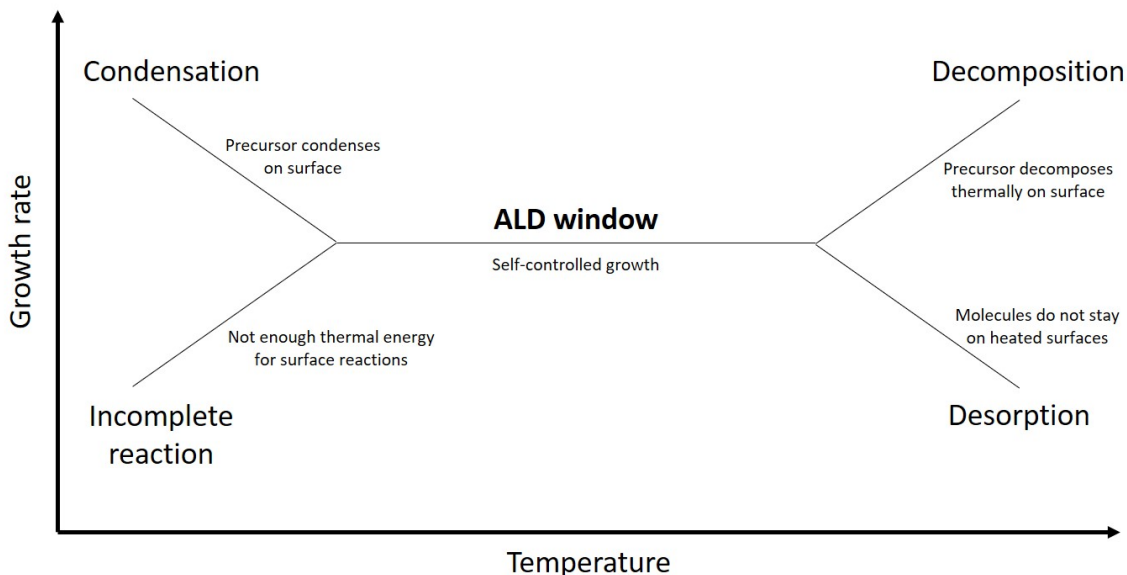 Condensation
Decomposition
Precursor condenses
on surface
Precursor decomposes
thermally on surface
ALD window
Self-controlled growth
Growth rate
Not enough thermal energy
for surface reactions
Molecules do not stay
on heated surfaces
Incomplete
reaction
Desorption
Temperature